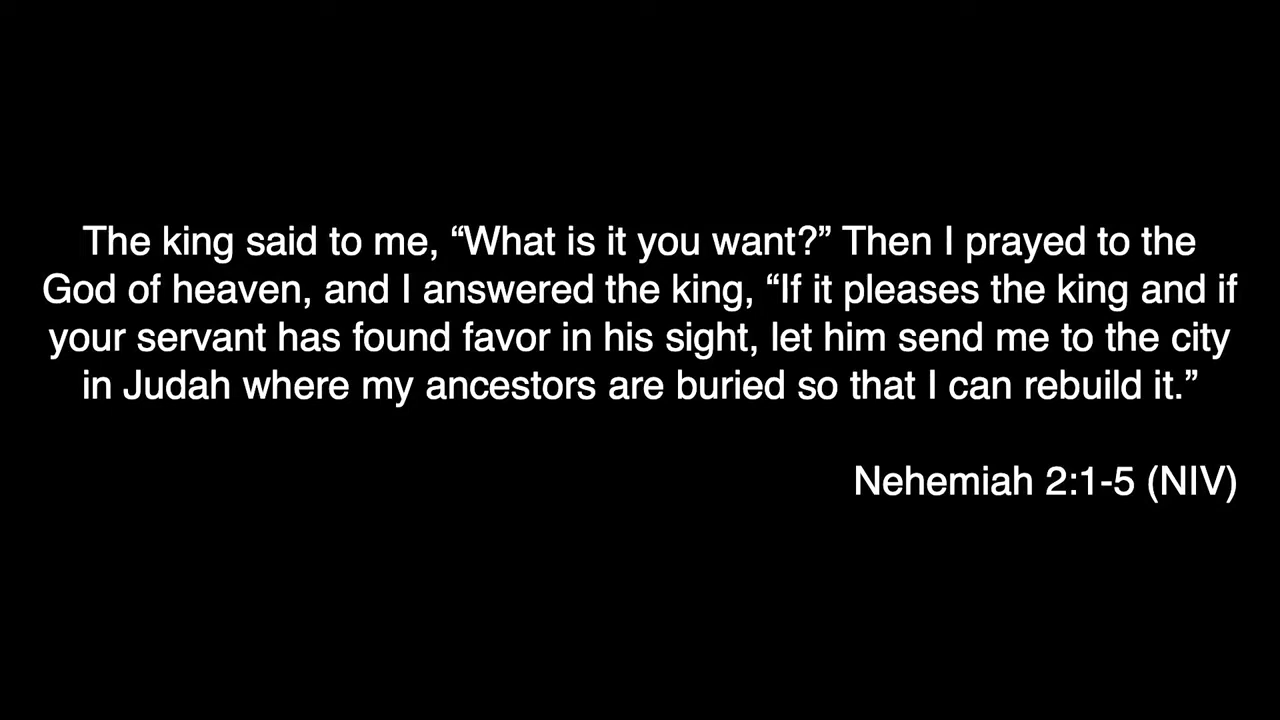 The king said to me, “What is it you want?” Then I prayed to the
God of heaven, and I answered the king, “If it pleases the king and if
your servant has found favor in his sight, let him send me to the city
in Judah where my ancestors are buried so that I can rebuild it.”
Nehemiah 2:1-5 (NIV)